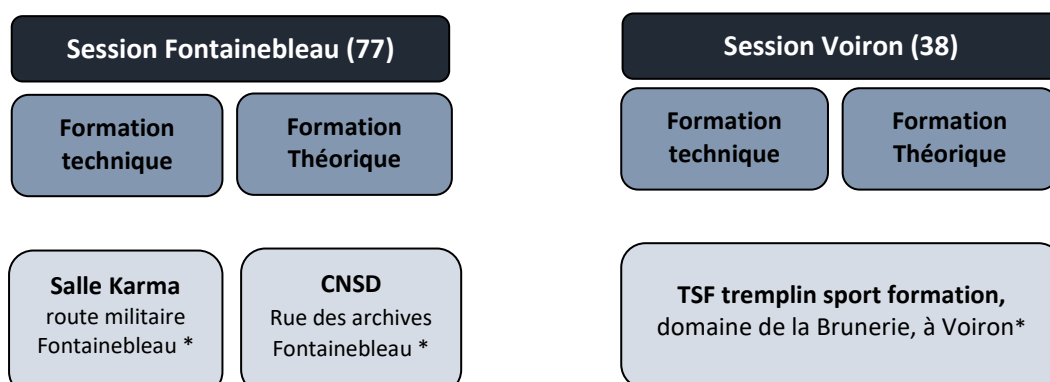 Session Fontainebleau (77)
Formation
technique
Formation
Théorique
Salle Karma
route militaire
Fontainebleau *
CNSD
Rue des archives
Fontainebleau *
Session Voiron (38)
Formation
technique
Formation
Théorique
TSF tremplin sport formation,
domaine de la Brunerie, à Voiron*